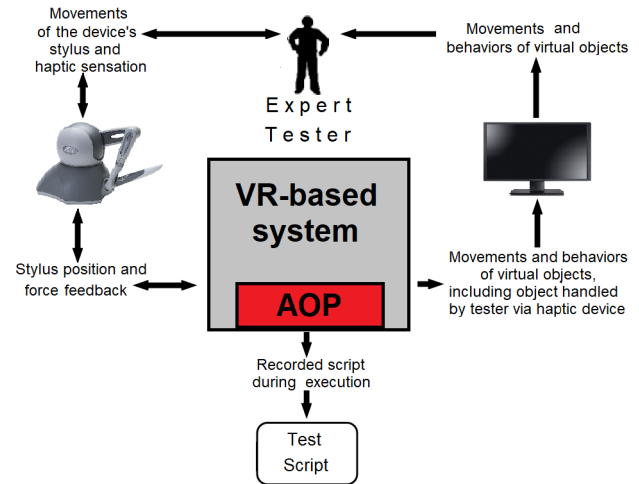 Movements
of the device's
stylus and
haptic sensation
Expert
Tester
Movements and
behaviors of virtual objects
VR-based
system
AOP
Stylus position and
force feedback
Movements and behaviors
of virtual objects,
including object handled
by tester via haptic device
Recorded script
during execution
Test
Script